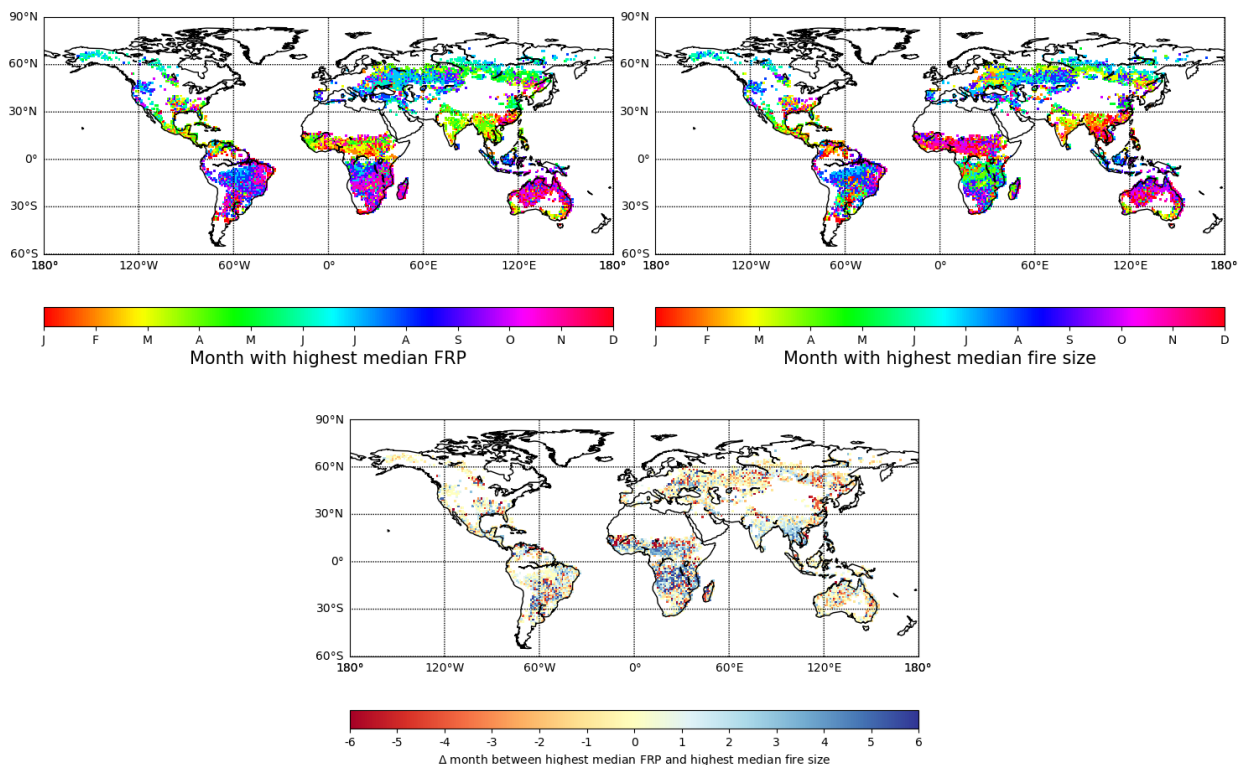 90°N
60°N
30°N
0°
30°S
60°S
180° 120°W 60°W 0° 60°E 120°E 180°
J F M A M J J A S O N D
Month with highest median FRP
90°N
60°N
30°N
0°
30°S
60°S
180° 120°W 60°W 0° 60°E 120°E 180°
J F M A M J J A S O N D
Month with highest median fire size
90°N
60°N
30°N
0°
30°S
60°S
180° 120°W 60°W 0° 60°E 120°E 180°
-6 -5 -4 -3 -2 -1 0 1 2 3 4 5 6
Δ month between highest median FRP and highest median fire size